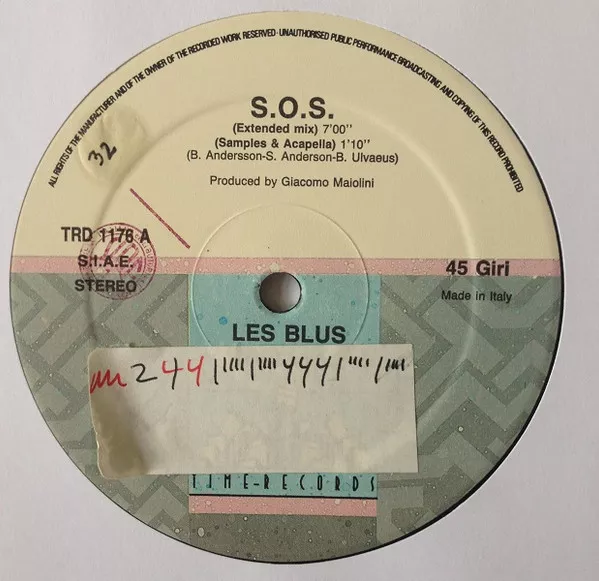 ALL RIGHTS OF THE MANUFACTURER AND OF THE OWNER OF THE RECORDED WORK RESERVED · UNAUTHORISED PUBLIC PERFORMANCE BROADCASTING AND COPYING OF THIS RECORD PROHIBITED
32
S.O.S.
(Extended mix) 7'00"
(Samples & Acapella) 1'10"
(B. Andersson-S. Anderson-B. Ulvaeus)
Produced by Giacomo Maiolini
TRD 1176 A
S.I.A.E.
STEREO
45 Giri
Made in Italy
LES BLUS
244
TIME-RECORDS